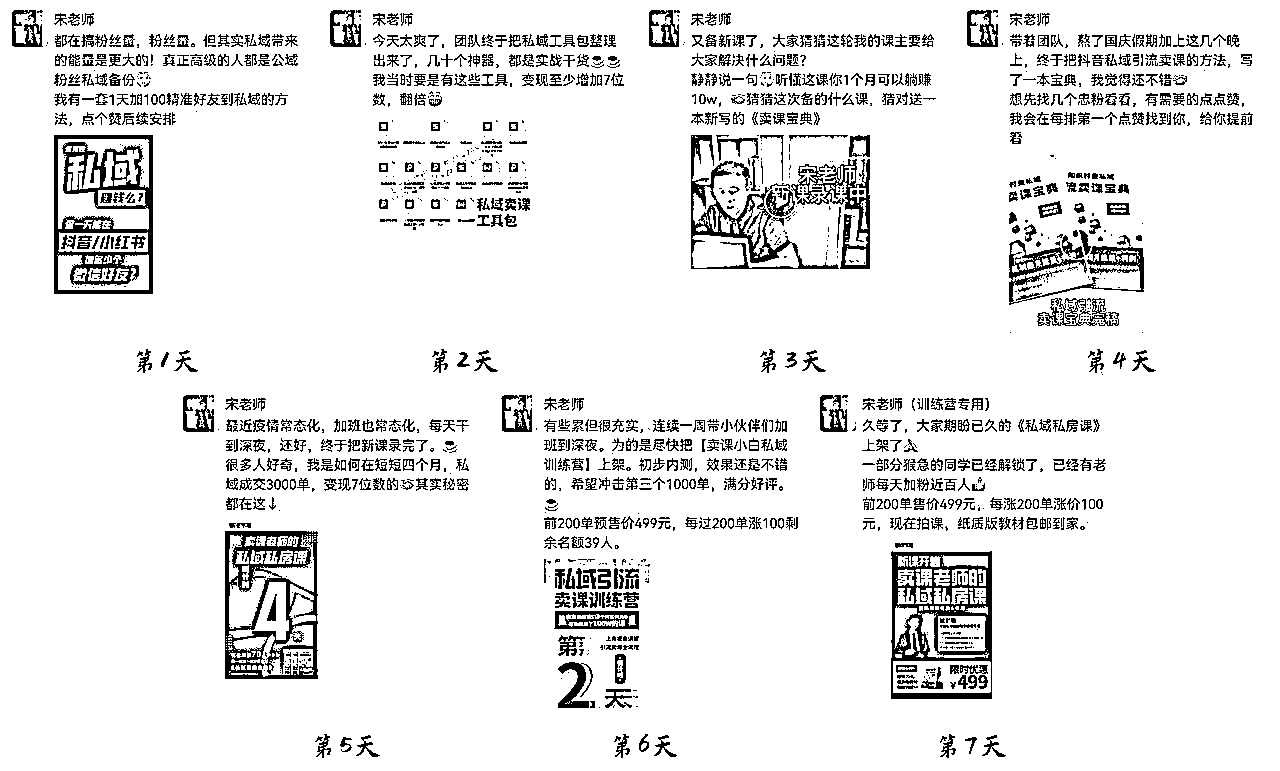 宋老师
都在搞粉丝量，粉丝量。但其实私域带来
的能量是更大的！真正高级的人都是公域
粉丝私域备份
我有一套1天加100精准好友到私域的方
法，点个赞后续安排
私域
赚钱么？
抖音/小红书
微信好友？
第1天
宋老师
今天太爽了，团队终于把私域工具包整理
出来了，几十个神器，都是实战干货
我当时要是有这些工具，变现至少增加7位
数，翻倍
私域卖课
工具包
第2天
宋老师
又备新课了，大家猜猜这轮我的课主要给
大家解决什么问题？
静静说一句 听懂这课你1个月可以躺赚
10w，猜猜这次备的什么课，猜对送一
本新写的《卖课宝典》
宋老师
课录课中
第3天
宋老师
带着团队，熬了国庆假期加上这几个晚
上，终于把抖音私域引流卖课的方法，写
了一本宝典，我觉得还不错
想先找几个忠粉看看，有需要的点点赞，
我会在每排第一个点赞找到你，给你提前
看
卖课宝典
流卖课宝典
私域引流
卖课宝典完稿
第4天
宋老师
最近疫情常态化，加班也常态化，每天干
到深夜，还好，终于把新课录完了。
很多人好奇，我是如何在短短四个月，私
域成交3000单，变现7位数的 其实秘密
都在这↓
卖课老师的
私域私房课
4
第5天
宋老师
有些累但很充实，连续一周带小伙伴们加
班到深夜。为的是尽快把【卖课小白私域
训练营】上架。初步内测，效果还是不错
的，希望冲击第三个1000单，满分好评。
前200单预售价499元，每过200单涨100剩
余名额39人。
私域引流
卖课训练营
第
2
天
第6天
宋老师（训练营专用）
久等了，大家期盼已久的《私域私房课》
上架了
一部分猴急的同学已经解锁了，已经有老
师每天加粉近百人
前200单售价499元，每涨200单涨价100
元，现在拍课，纸质版教材包邮到家。
新课开售
卖课老师的
私域私房课
限时优惠
¥499
第7天